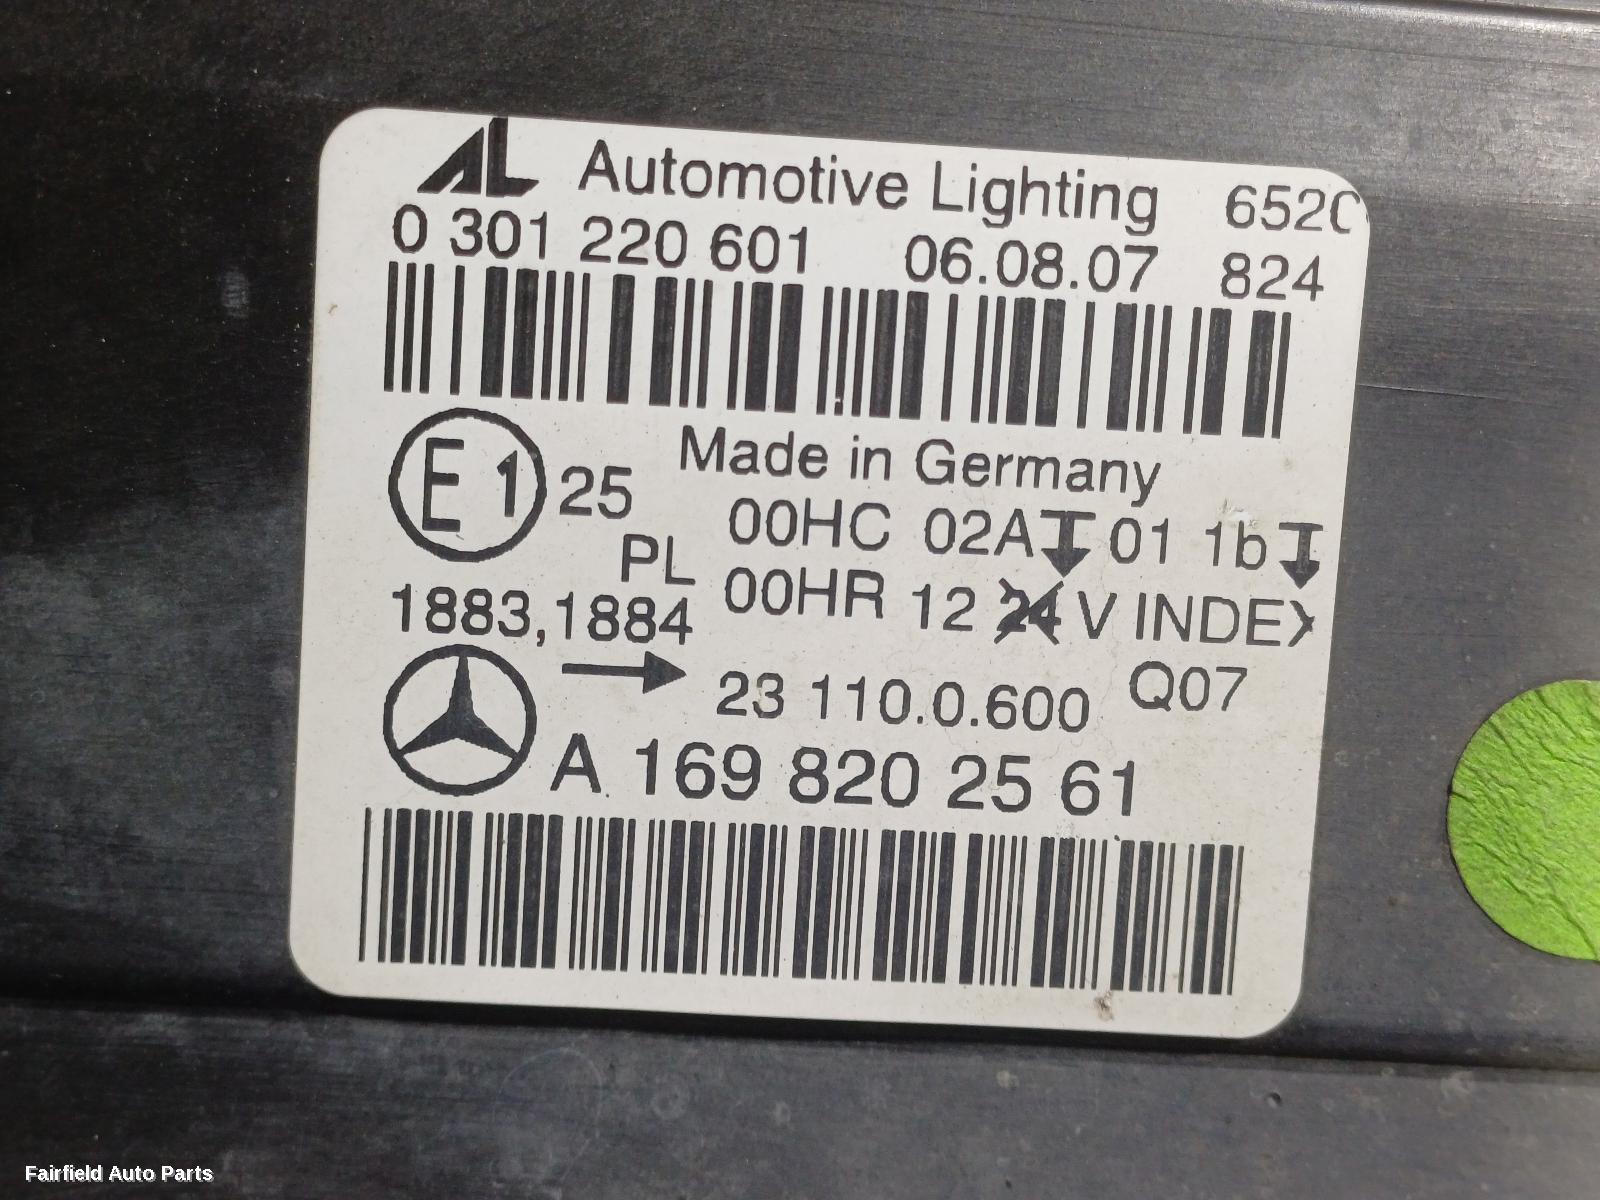 AL Automotive Lighting 652C
0 301 220 601 06.08.07 824
Made in Germany
E1 25 00HC 02A 01 1b
PL 00HR 12 24 V INDEX
1883,1884
23 110.0.600 Q07
A 169 820 25 61
Fairfield Auto Parts